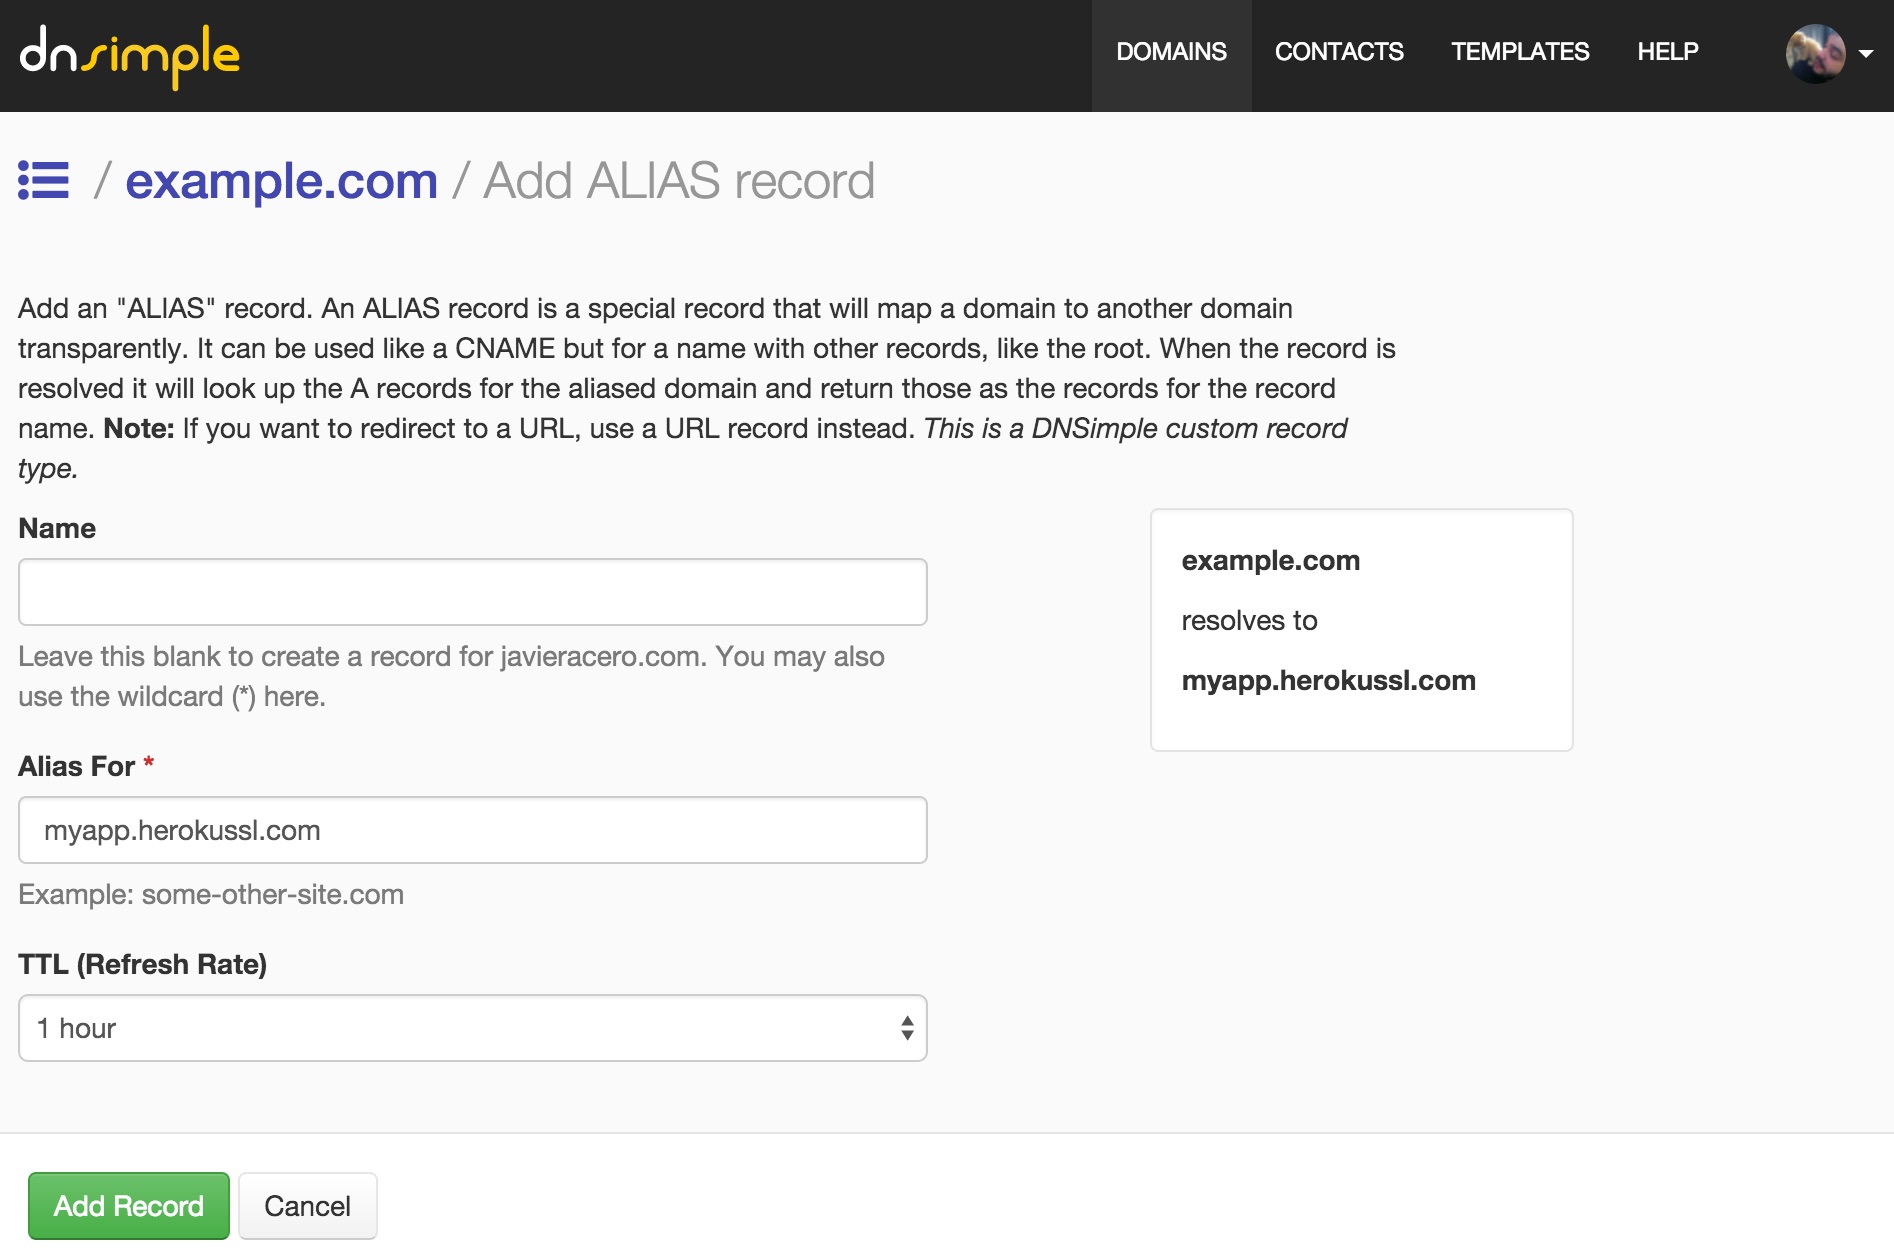 dnsimple
DOMAINS
CONTACTS
TEMPLATES
HELP
/ example.com / Add ALIAS record
Add an "ALIAS" record. An ALIAS record is a special record that will map a domain to another domain
transparently. It can be used like a CNAME but for a name with other records, like the root. When the record is
resolved it will look up the A records for the aliased domain and return those as the records for the record
name. Note: If you want to redirect to a URL, use a URL record instead. This is a DNSimple custom record
type.
Name
Leave this blank to create a record for javieracero.com. You may also
use the wildcard (*) here.
Alias For *
myapp.herokussl.com
Example: some-other-site.com
TTL (Refresh Rate)
1 hour
example.com
resolves to
myapp.herokussl.com
Add Record
Cancel